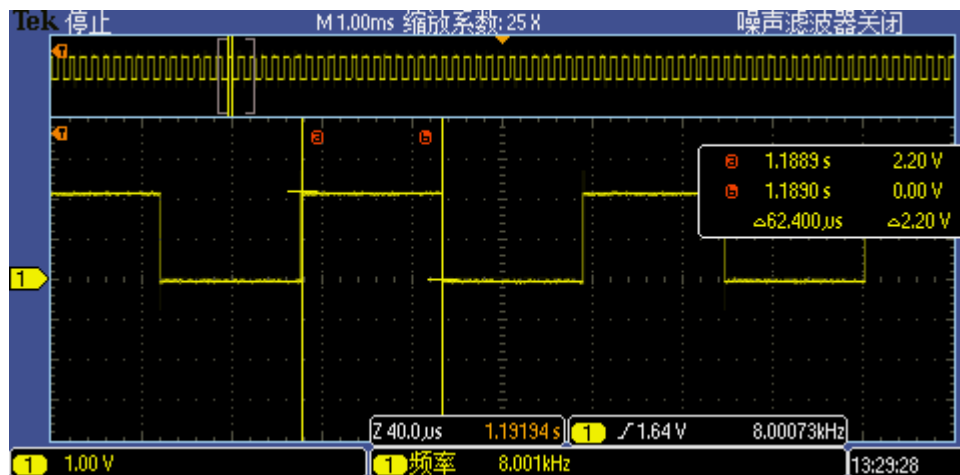 Tek 停止 M 1.00ms 缩放系数: 25 X 噪声滤波器关闭
T
T
a b
a 1.1889 s 2.20 V
b 1.1890 s 0.00 V
△62.400µs △2.20 V
1
Z 40.0µs 1.19194 s 1 1.64 V 8.00073kHz
1 1.00 V 1 频率 8.001kHz 13:29:28